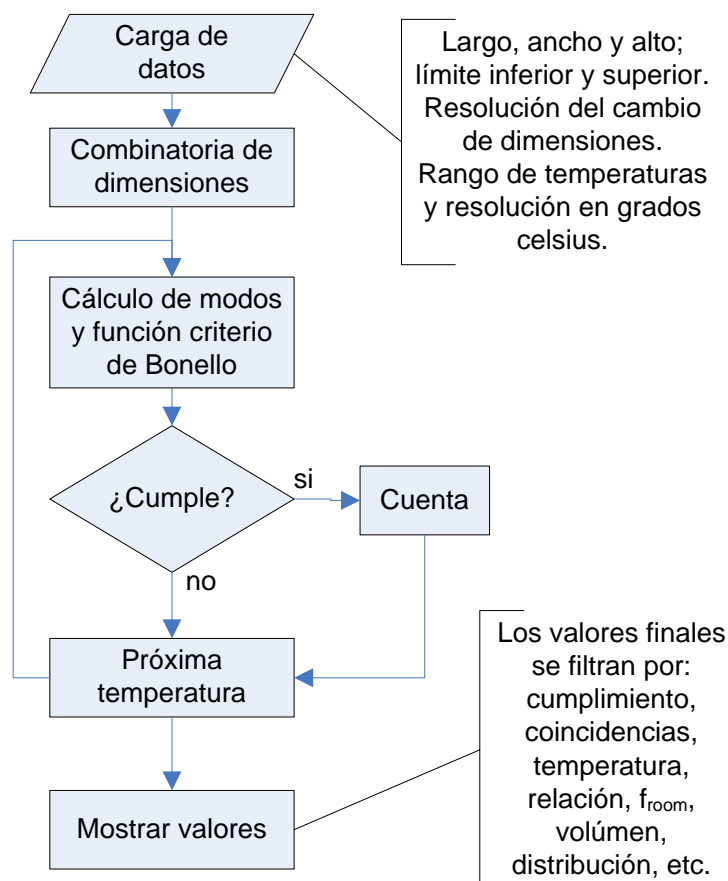 Carga de
datos
Largo, ancho y alto;
límite inferior y superior.
Resolución del cambio
de dimensiones.
Rango de temperaturas
y resolución en grados
celsius.
Combinatoria de
dimensiones
Cálculo de modos
y función criterio
de Bonello
¿Cumple?
si
Cuenta
no
Próxima
temperatura
Mostrar valores
Los valores finales
se filtran por:
cumplimiento,
coincidencias,
temperatura,
relación, froom,
volúmen,
distribución, etc.